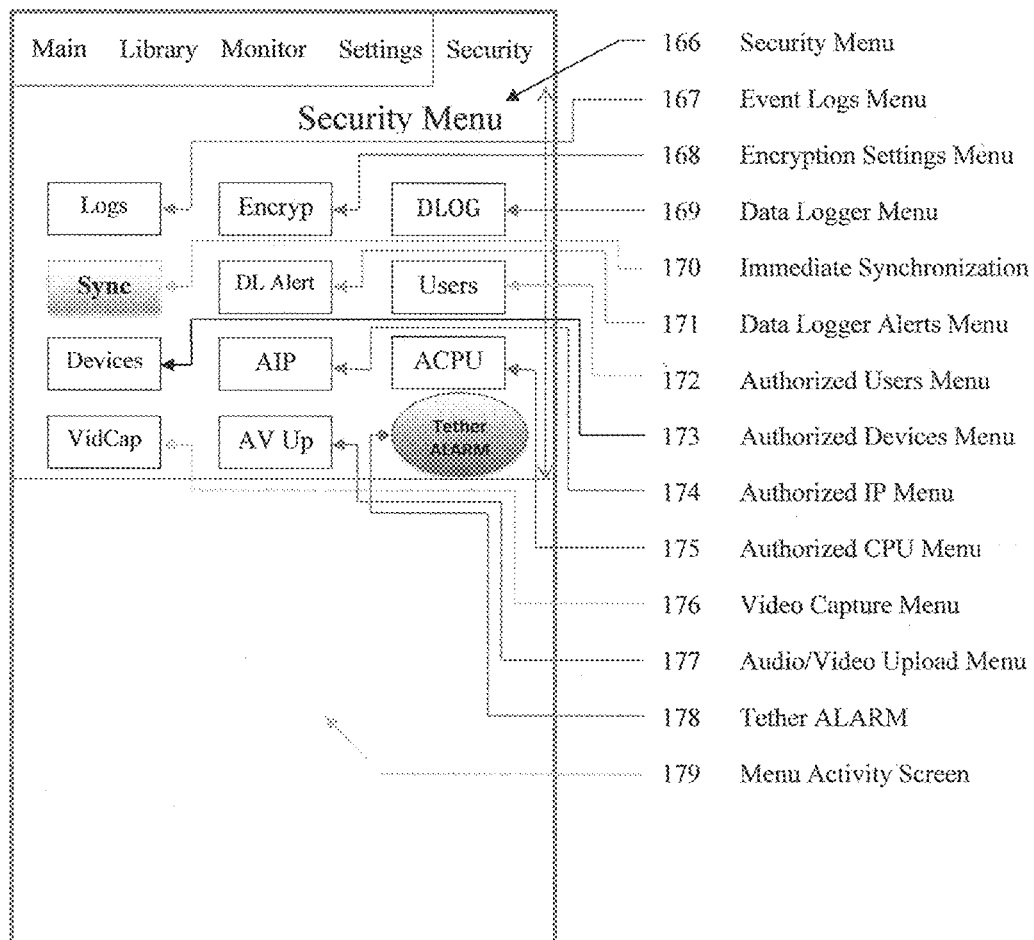 Main Library Monitor Settings Security
Security Menu
Logs Encryp DLOG
Sync DL Alert Users
Devices AIP ACPU
VidCap AV Up Tether
ALARM
166 Security Menu
167 Event Logs Menu
168 Encryption Settings Menu
169 Data Logger Menu
170 Immediate Synchronization
171 Data Logger Alerts Menu
172 Authorized Users Menu
173 Authorized Devices Menu
174 Authorized IP Menu
175 Authorized CPU Menu
176 Video Capture Menu
177 Audio/Video Upload Menu
178 Tether ALARM
179 Menu Activity Screen